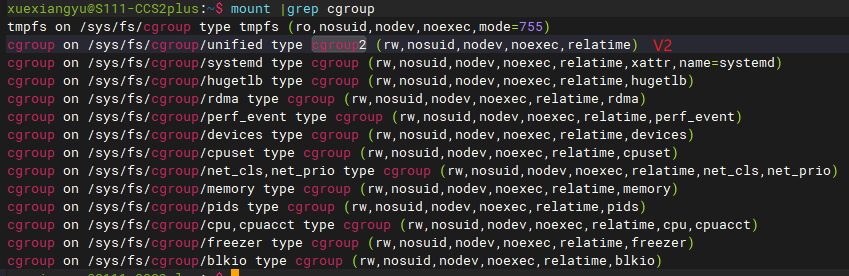 xuexiangyu@S111-CCS2plus:~$ mount |grep cgroup
tmpfs on /sys/fs/cgroup type tmpfs (ro,nosuid,nodev,noexec,mode=755)
cgroup on /sys/fs/cgroup/unified type cgroup2 (rw,nosuid,nodev,noexec,relatime) V2
cgroup on /sys/fs/cgroup/systemd type cgroup (rw,nosuid,nodev,noexec,relatime,xattr,name=systemd)
cgroup on /sys/fs/cgroup/hugetlb type cgroup (rw,nosuid,nodev,noexec,relatime,hugetlb)
cgroup on /sys/fs/cgroup/rdma type cgroup (rw,nosuid,nodev,noexec,relatime,rdma)
cgroup on /sys/fs/cgroup/perf_event type cgroup (rw,nosuid,nodev,noexec,relatime,perf_event)
cgroup on /sys/fs/cgroup/devices type cgroup (rw,nosuid,nodev,noexec,relatime,devices)
cgroup on /sys/fs/cgroup/cpuset type cgroup (rw,nosuid,nodev,noexec,relatime,cpuset)
cgroup on /sys/fs/cgroup/net_cls,net_prio type cgroup (rw,nosuid,nodev,noexec,relatime,net_cls,net_prio)
cgroup on /sys/fs/cgroup/memory type cgroup (rw,nosuid,nodev,noexec,relatime,memory)
cgroup on /sys/fs/cgroup/pids type cgroup (rw,nosuid,nodev,noexec,relatime,pids)
cgroup on /sys/fs/cgroup/cpu,cpuacct type cgroup (rw,nosuid,nodev,noexec,relatime,cpu,cpuacct)
cgroup on /sys/fs/cgroup/freezer type cgroup (rw,nosuid,nodev,noexec,relatime,freezer)
cgroup on /sys/fs/cgroup/blkio type cgroup (rw,nosuid,nodev,noexec,relatime,blkio)